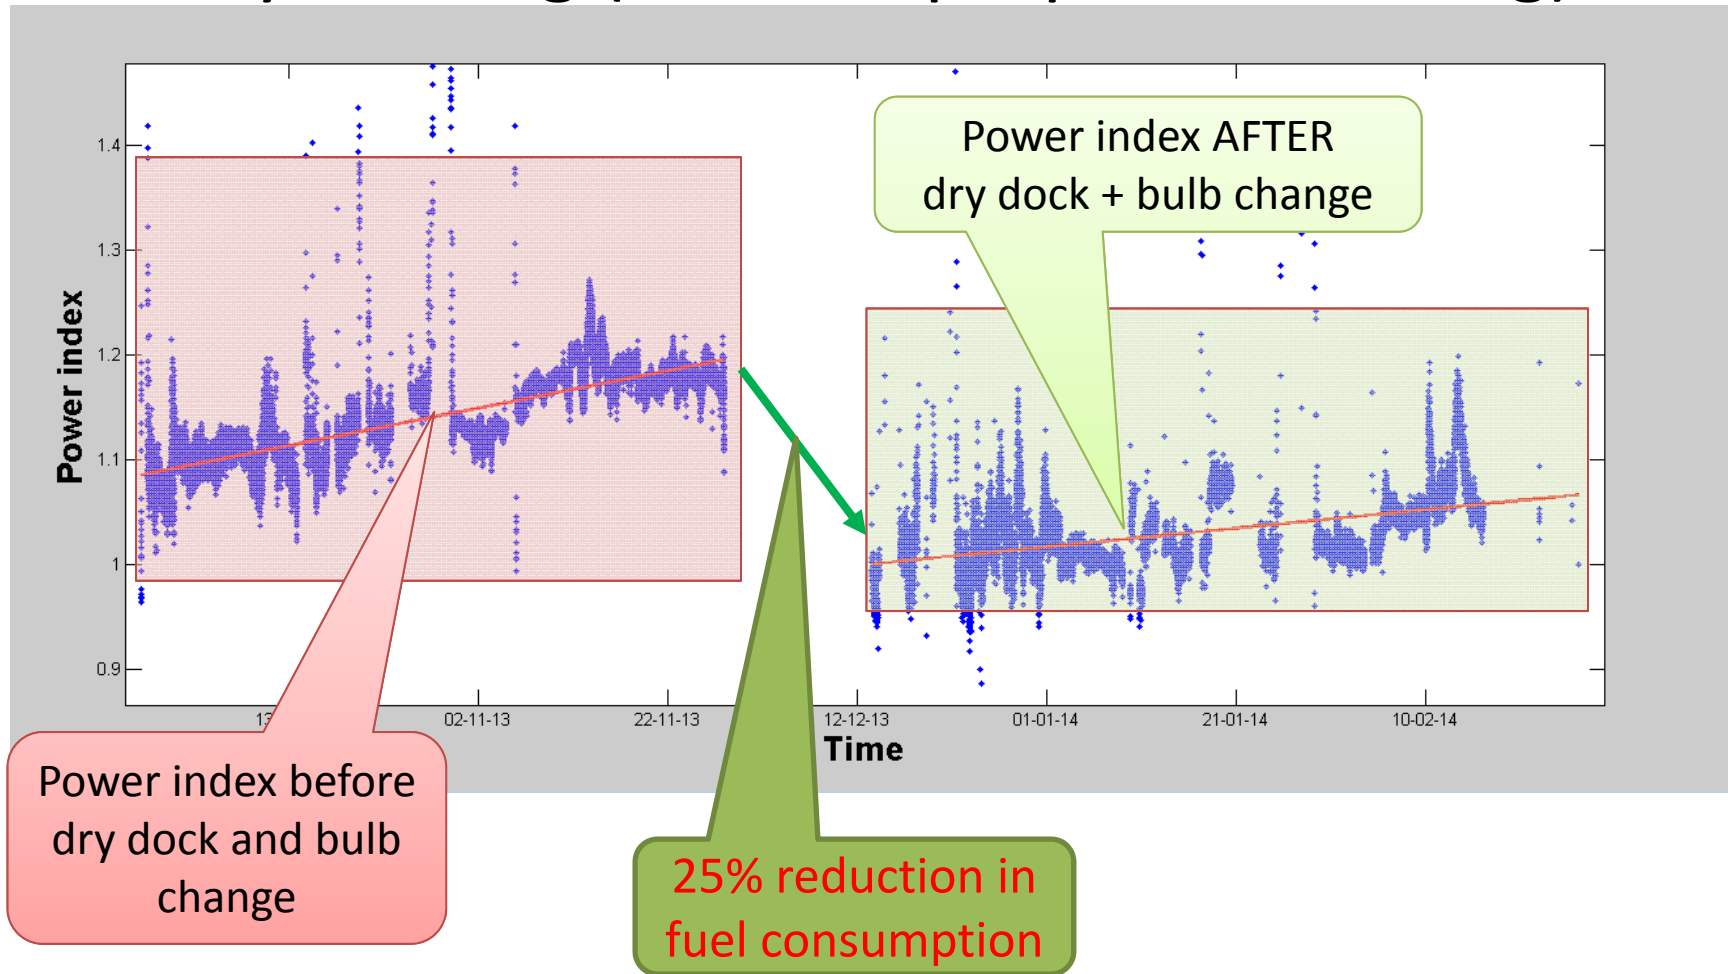 1.4
1.3
1.2
1.1
1
0.9
Power index
Power index AFTER
dry dock + bulb change
13
02-11-13
22-11-13
12-12-13
01-01-14
21-01-14
10-02-14
Time
Power index before
dry dock and bulb
change
25% reduction in
fuel consumption